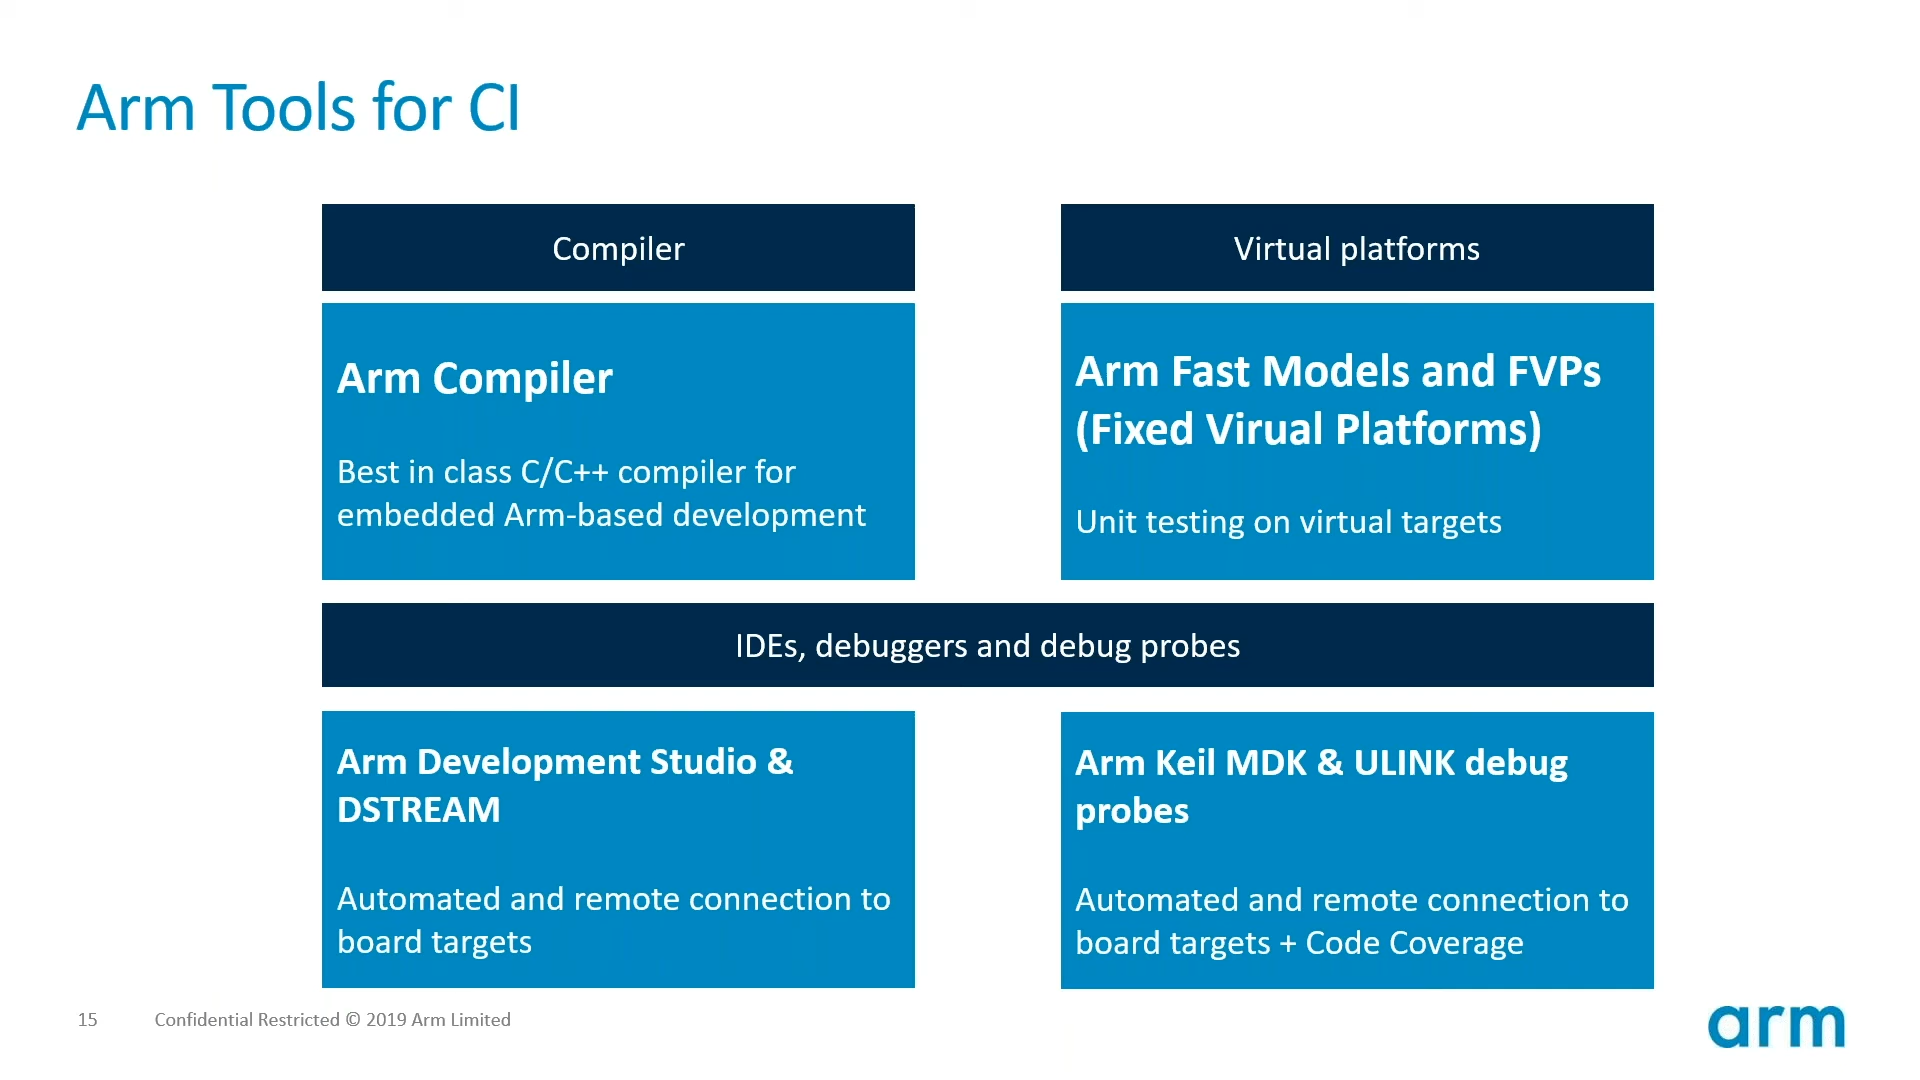 Arm Tools for CI
Compiler
Virtual platforms
Arm Compiler
Best in class C/C++ compiler for
embedded Arm-based development
Arm Fast Models and FVPs
(Fixed Virual Platforms)
Unit testing on virtual targets
IDEs, debuggers and debug probes
Arm Development Studio &
DSTREAM
Automated and remote connection to
board targets
Arm Keil MDK & ULINK debug
probes
Automated and remote connection to
board targets + Code Coverage
15
Confidential Restricted © 2019 Arm Limited
arm